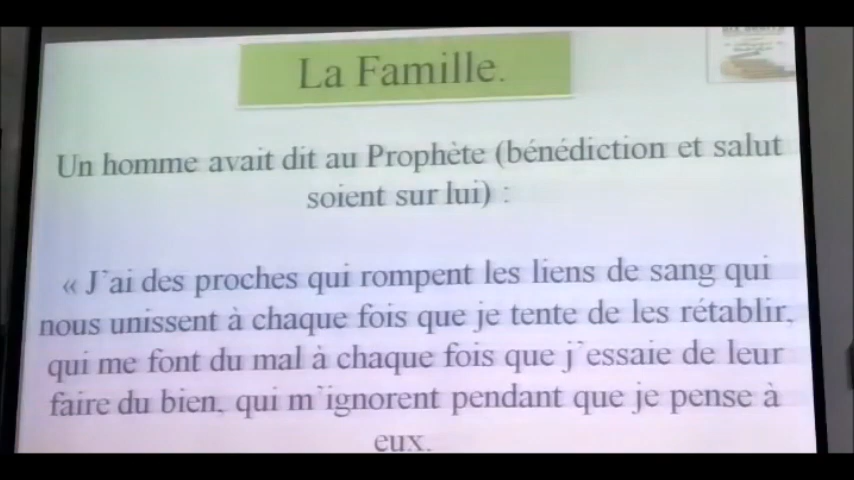 La Famille.
Un homme avait dit au Prophète (bénédiction et salut
soient sur lui) :
« J'ai des proches qui rompent les liens de sang qui
nous unissent à chaque fois que je tente de les rétablir,
qui me font du mal à chaque fois que j'essaie de leur
faire du bien, qui m'ignorent pendant que je pense à
eux.